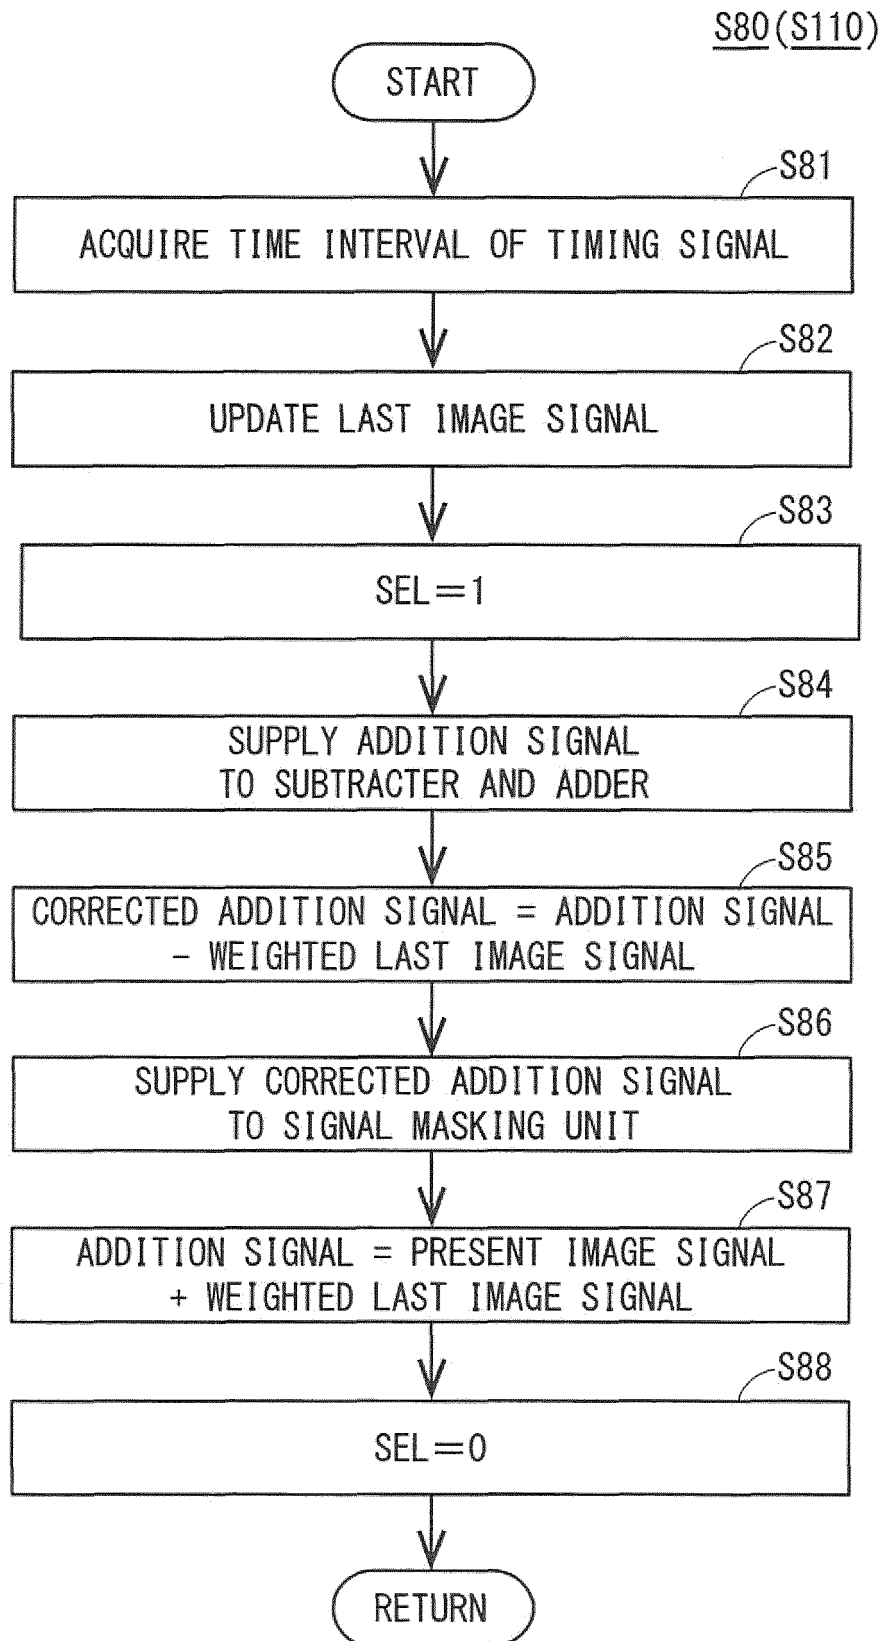 S80(S110)
START
S81
ACQUIRE TIME INTERVAL OF TIMING SIGNAL
S82
UPDATE LAST IMAGE SIGNAL
S83
SEL=1
S84
SUPPLY ADDITION SIGNAL
TO SUBTRACTER AND ADDER
S85
CORRECTED ADDITION SIGNAL = ADDITION SIGNAL
- WEIGHTED LAST IMAGE SIGNAL
S86
SUPPLY CORRECTED ADDITION SIGNAL
TO SIGNAL MASKING UNIT
S87
ADDITION SIGNAL = PRESENT IMAGE SIGNAL
+ WEIGHTED LAST IMAGE SIGNAL
S88
SEL=0
RETURN